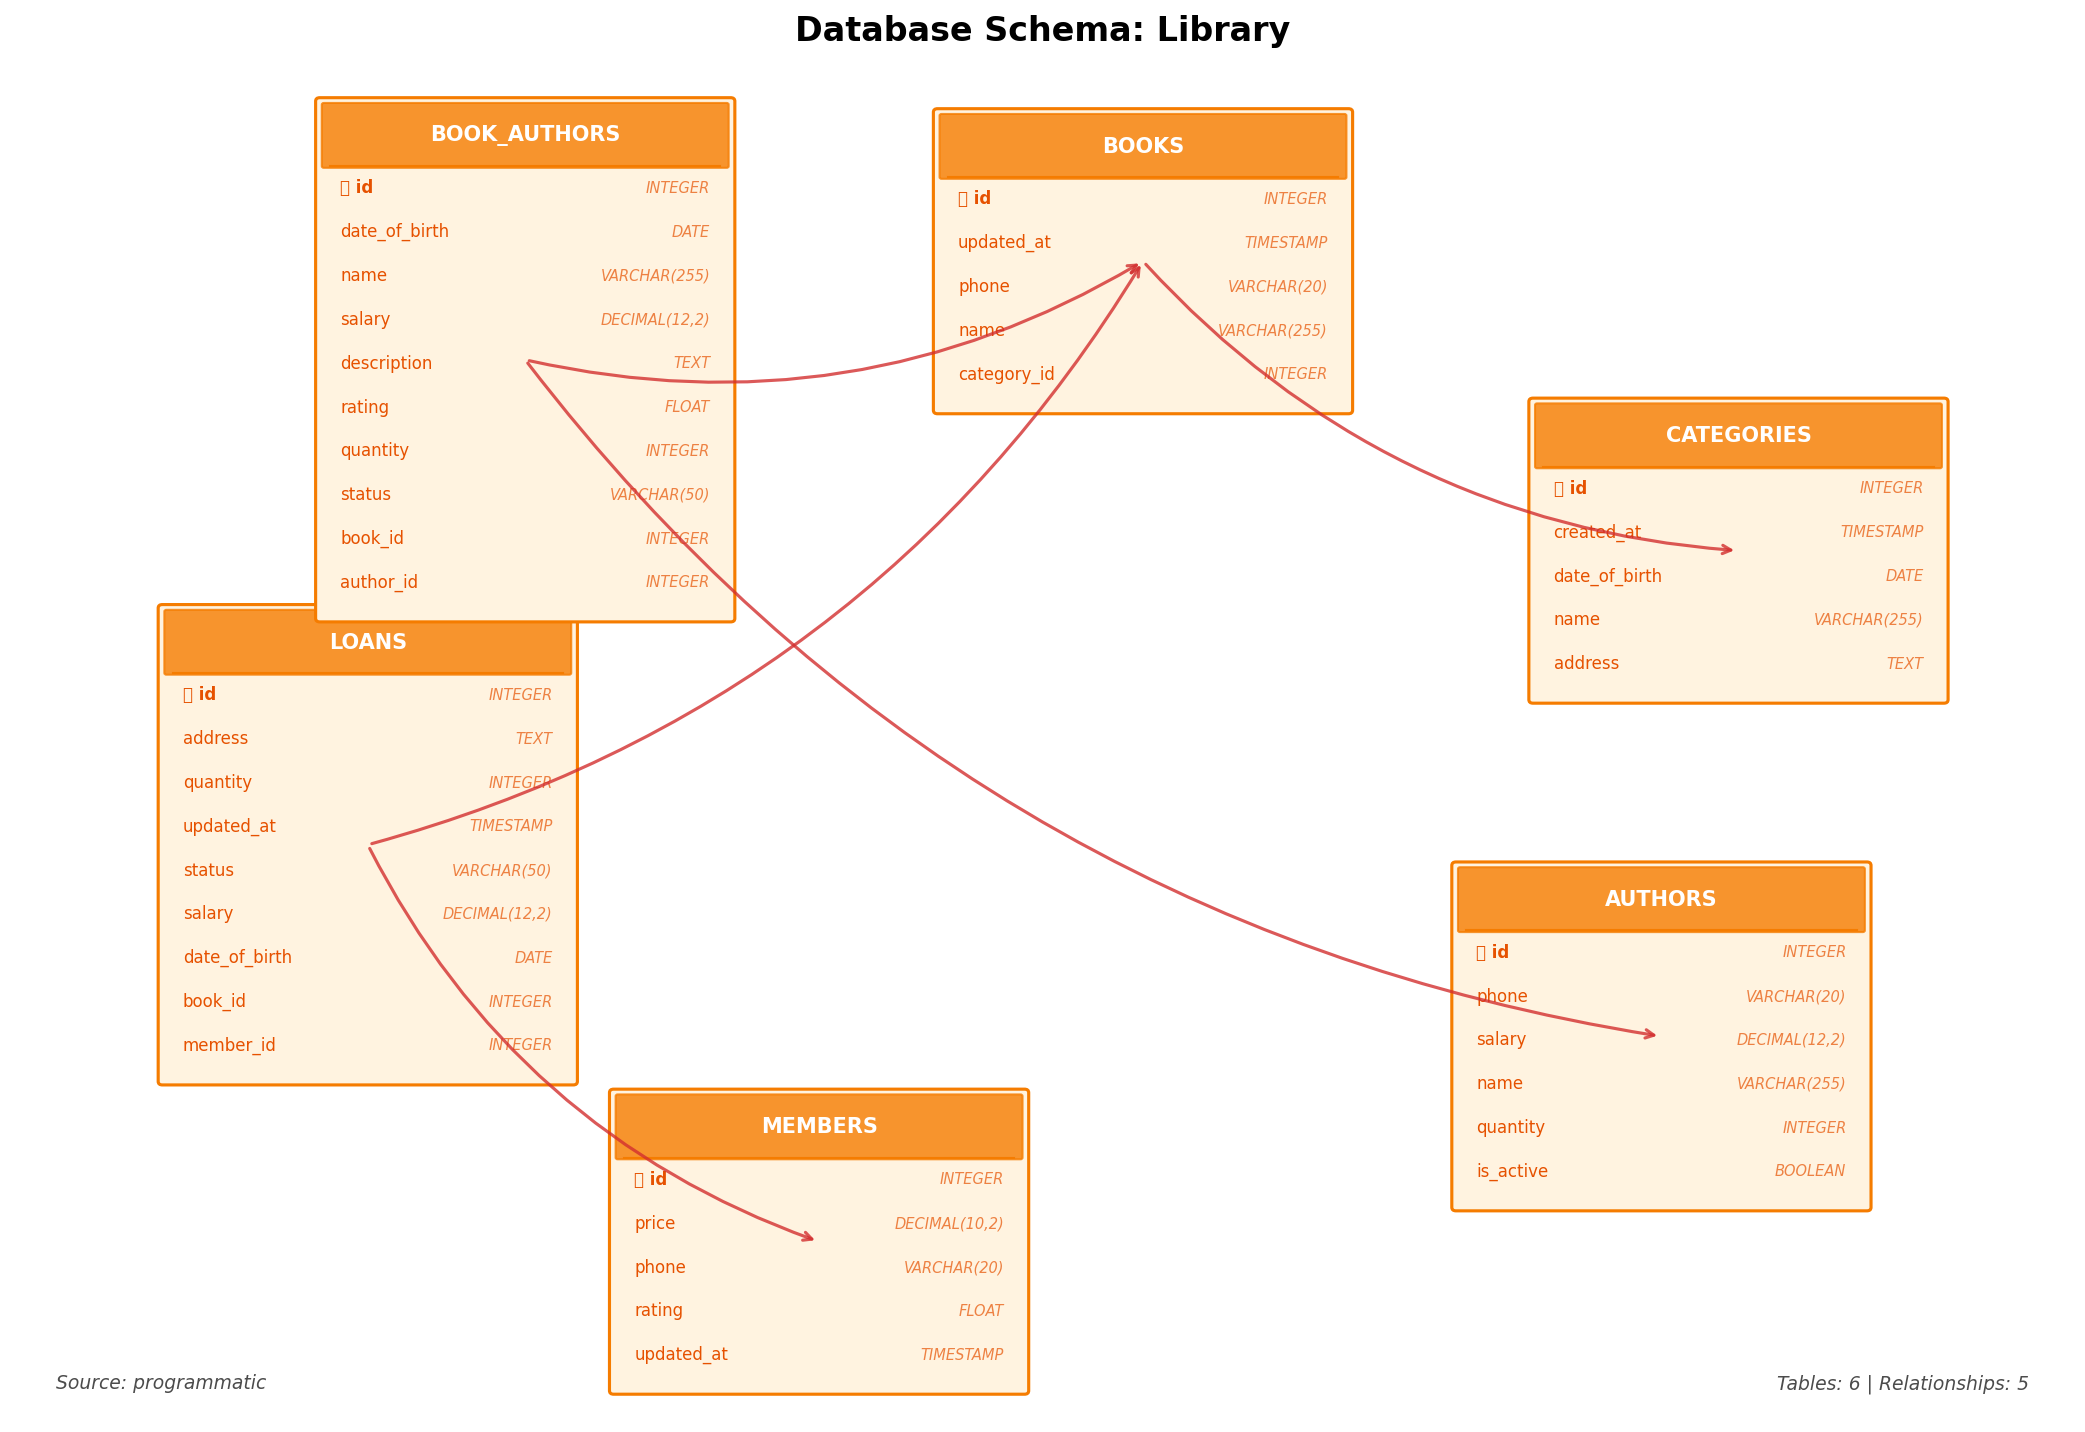 Database Schema: Library
BOOK_AUTHORS
id INTEGER
date_of_birth DATE
name VARCHAR(255)
salary DECIMAL(12,2)
description TEXT
rating FLOAT
quantity INTEGER
status VARCHAR(50)
book_id INTEGER
author_id INTEGER
BOOKS
id INTEGER
updated_at TIMESTAMP
phone VARCHAR(20)
name VARCHAR(255)
category_id INTEGER
CATEGORIES
id INTEGER
created_at TIMESTAMP
date_of_birth DATE
name VARCHAR(255)
address TEXT
LOANS
id INTEGER
address TEXT
quantity INTEGER
updated_at TIMESTAMP
status VARCHAR(50)
salary DECIMAL(12,2)
date_of_birth DATE
book_id INTEGER
member_id INTEGER
AUTHORS
id INTEGER
phone VARCHAR(20)
salary DECIMAL(12,2)
name VARCHAR(255)
quantity INTEGER
is_active BOOLEAN
MEMBERS
id INTEGER
price DECIMAL(10,2)
phone VARCHAR(20)
rating FLOAT
updated_at TIMESTAMP
Source: programmatic
Tables: 6 | Relationships: 5